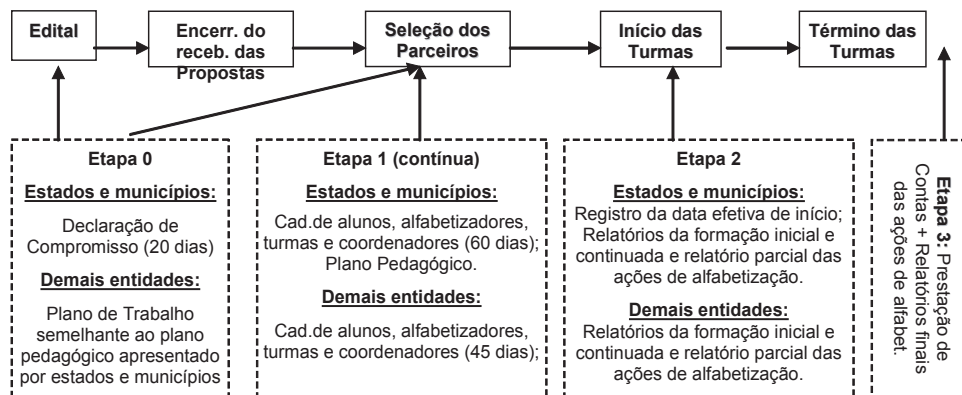 Edital
Encerr. do
receb. das
Propostas
Seleção dos
Parceiros
Início das
Turmas
Término das
Turmas
Etapa 0
Estados e municípios:
Declaração de
Compromisso (20 dias)
Demais entidades:
Plano de Trabalho
semelhante ao plano
pedagógico apresentado
por estados e municípios
Etapa 1 (contínua)
Estados e municípios:
Cad.de alunos, alfabetizadores,
turmas e coordenadores (60 dias);
Plano Pedagógico.
Demais entidades:
Cad.de alunos, alfabetizadores,
turmas e coordenadores (45 dias);
Etapa 2
Estados e municípios:
Registro da data efetiva de início;
Relatórios da formação inicial e
continuada e relatório parcial das
ações de alfabetização.
Demais entidades:
Relatórios da formação inicial e
continuada e relatório parcial das
ações de alfabetização.
Etapa 3: Prestação de
Contas + Relatórios finais
das ações de alfabet.